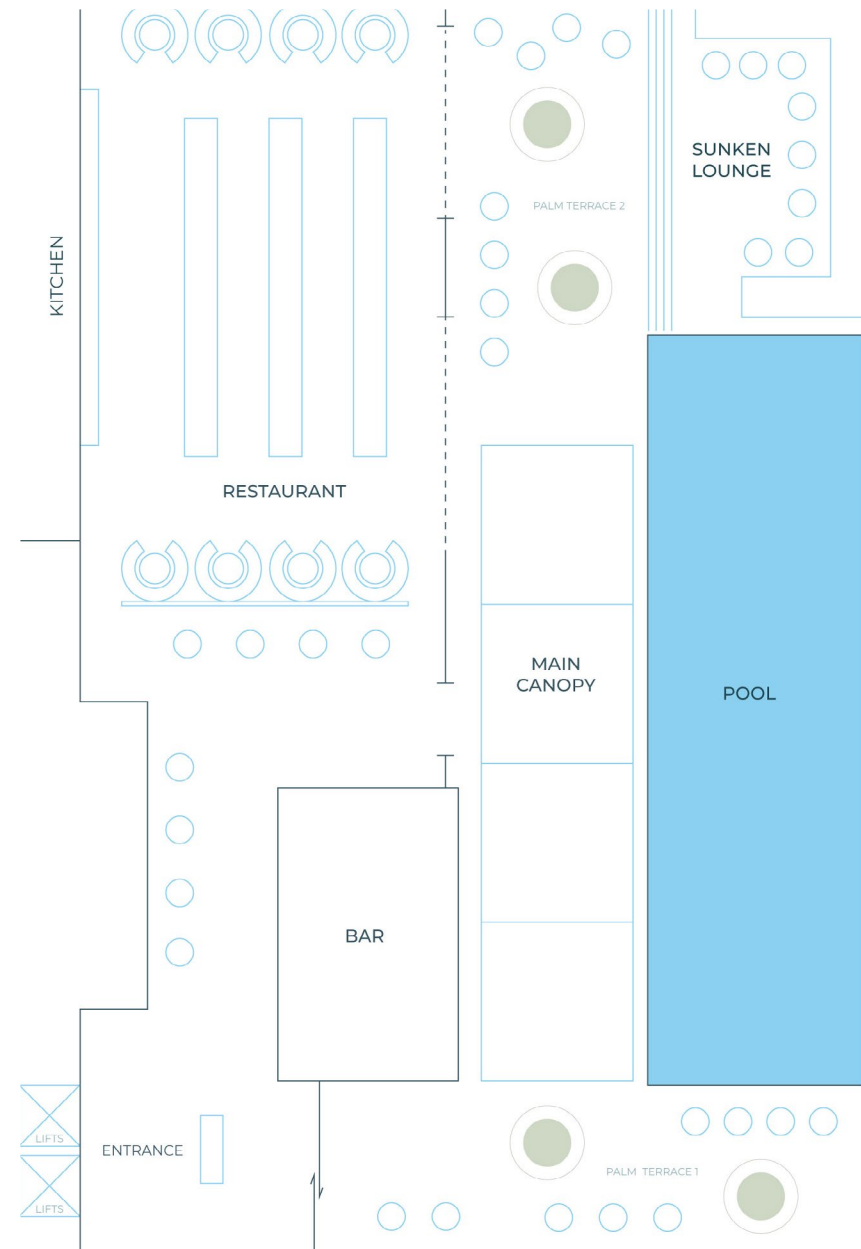 SUNKEN
LOUNGE
PALM TERRACE 2
KITCHEN
RESTAURANT
MAIN
CANOPY
POOL
BAR
LIFTS
ENTRANCE
PALM TERRACE 1
LIFTS